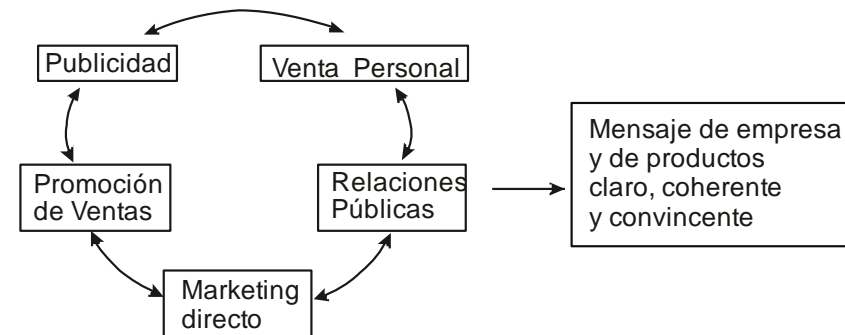 Publicidad
Venta Personal
Promoción
de Ventas
Relaciones
Públicas
Marketing
directo
Mensaje de empresa
y de productos
claro, coherente
y convincente